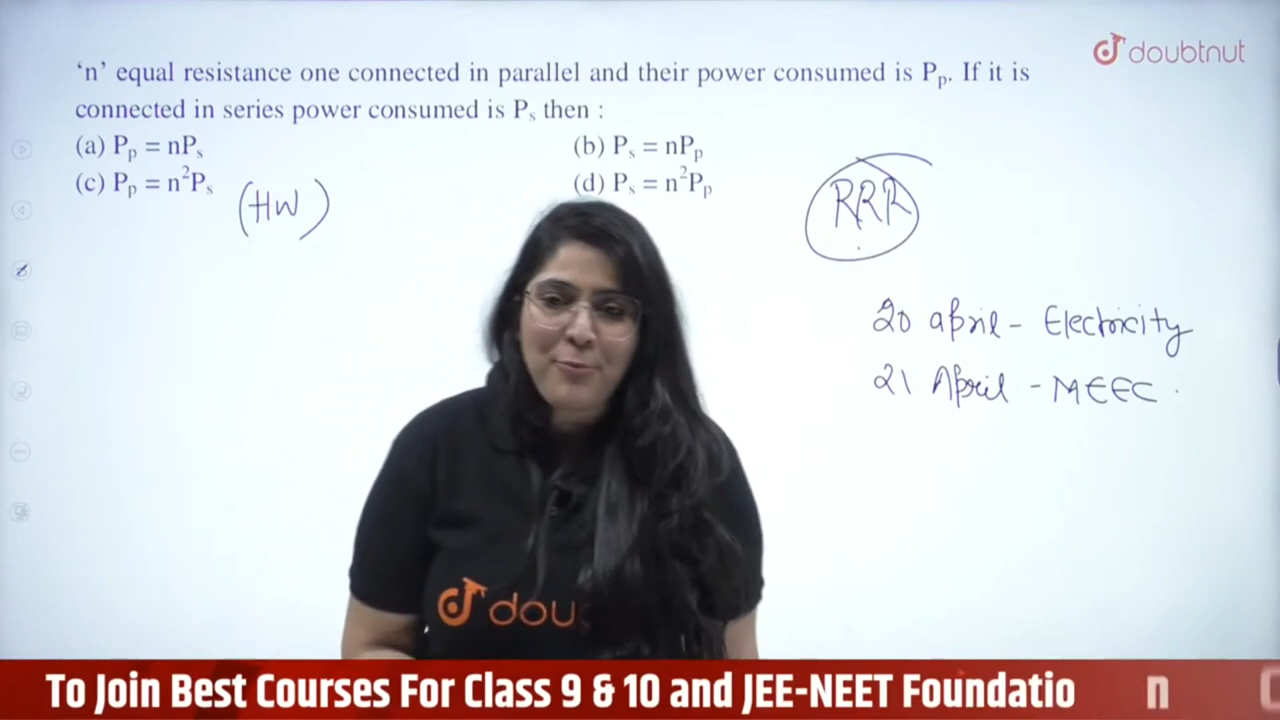 doubtnut
‘n’ equal resistance one connected in parallel and their power consumed is Pp. If it is
connected in series power consumed is Ps then :
(a) Pp = nPs
(b) Ps = nPp
(c) Pp = n²Ps
(d) Ps = n²Pp
(HW)
RRR
20 april - Electricity
21 April - MEEC.
dou
To Join Best Courses For Class 9 & 10 and JEE-NEET Foundatio n C